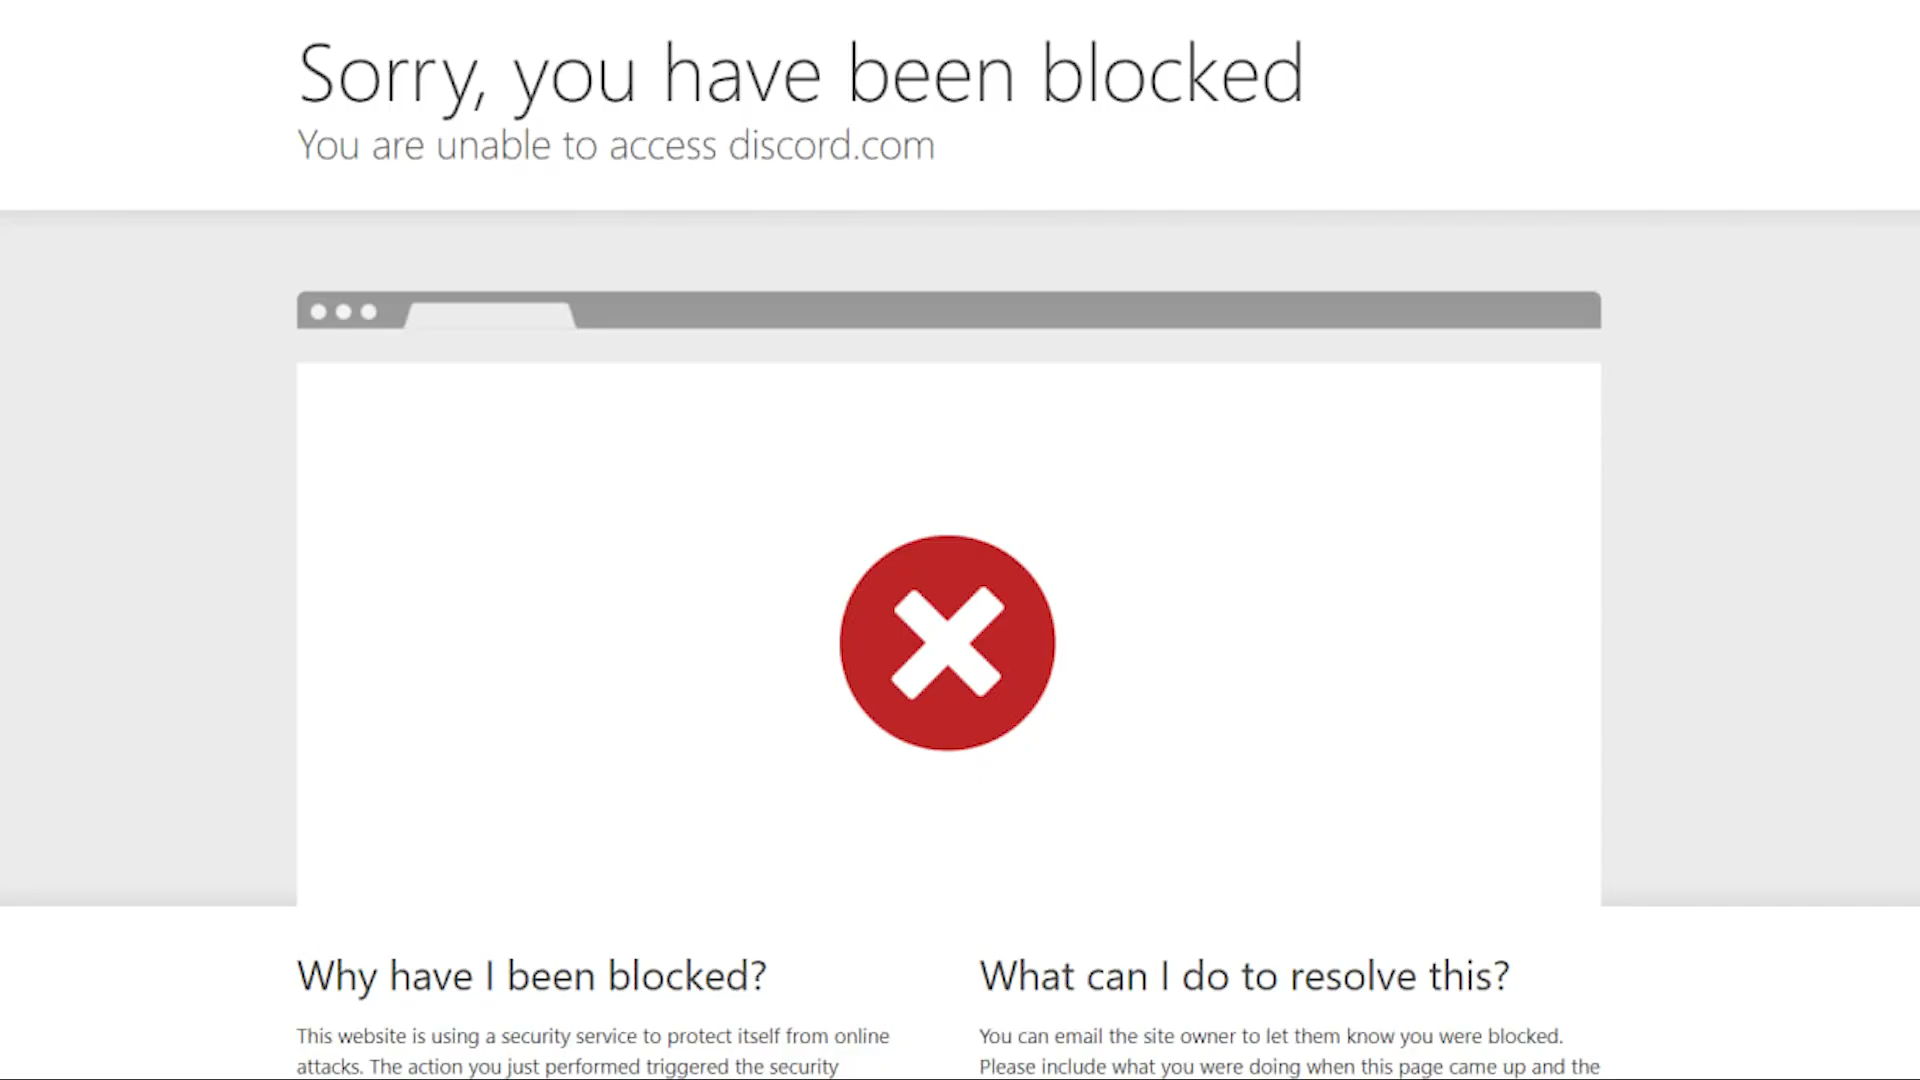 Sorry, you have been blocked
You are unable to access discord.com
Why have I been blocked?
This website is using a security service to protect itself from online
attacks. The action you just performed triggered the security
What can I do to resolve this?
You can email the site owner to let them know you were blocked.
Please include what you were doing when this page came up and the